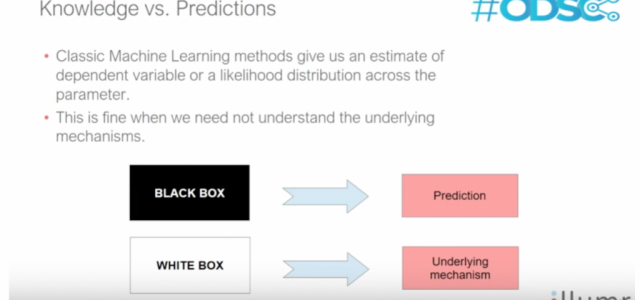 Knowledge vs. Predictions
#ODSC
• Classic Machine Learning methods give us an estimate of
dependent variable or a likelihood distribution across the
parameter.
• This is fine when we need not understand the underlying
mechanisms.
BLACK BOX
Prediction
WHITE BOX
Underlying
mechanism
illumr